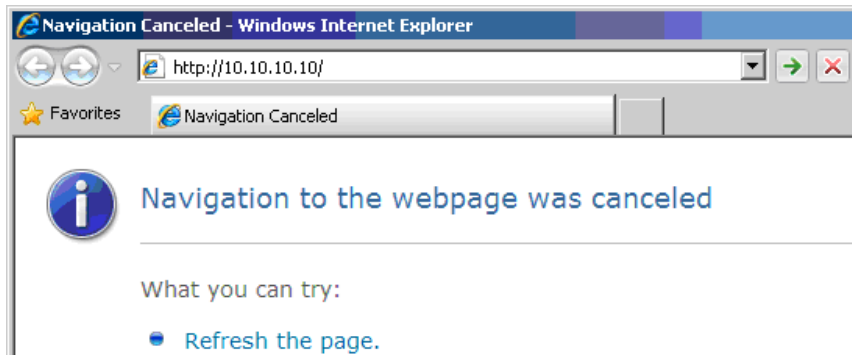 Navigation Canceled - Windows Internet Explorer
http://10.10.10.10/
Favorites
Navigation Canceled
Navigation to the webpage was canceled
What you can try:
Refresh the page.